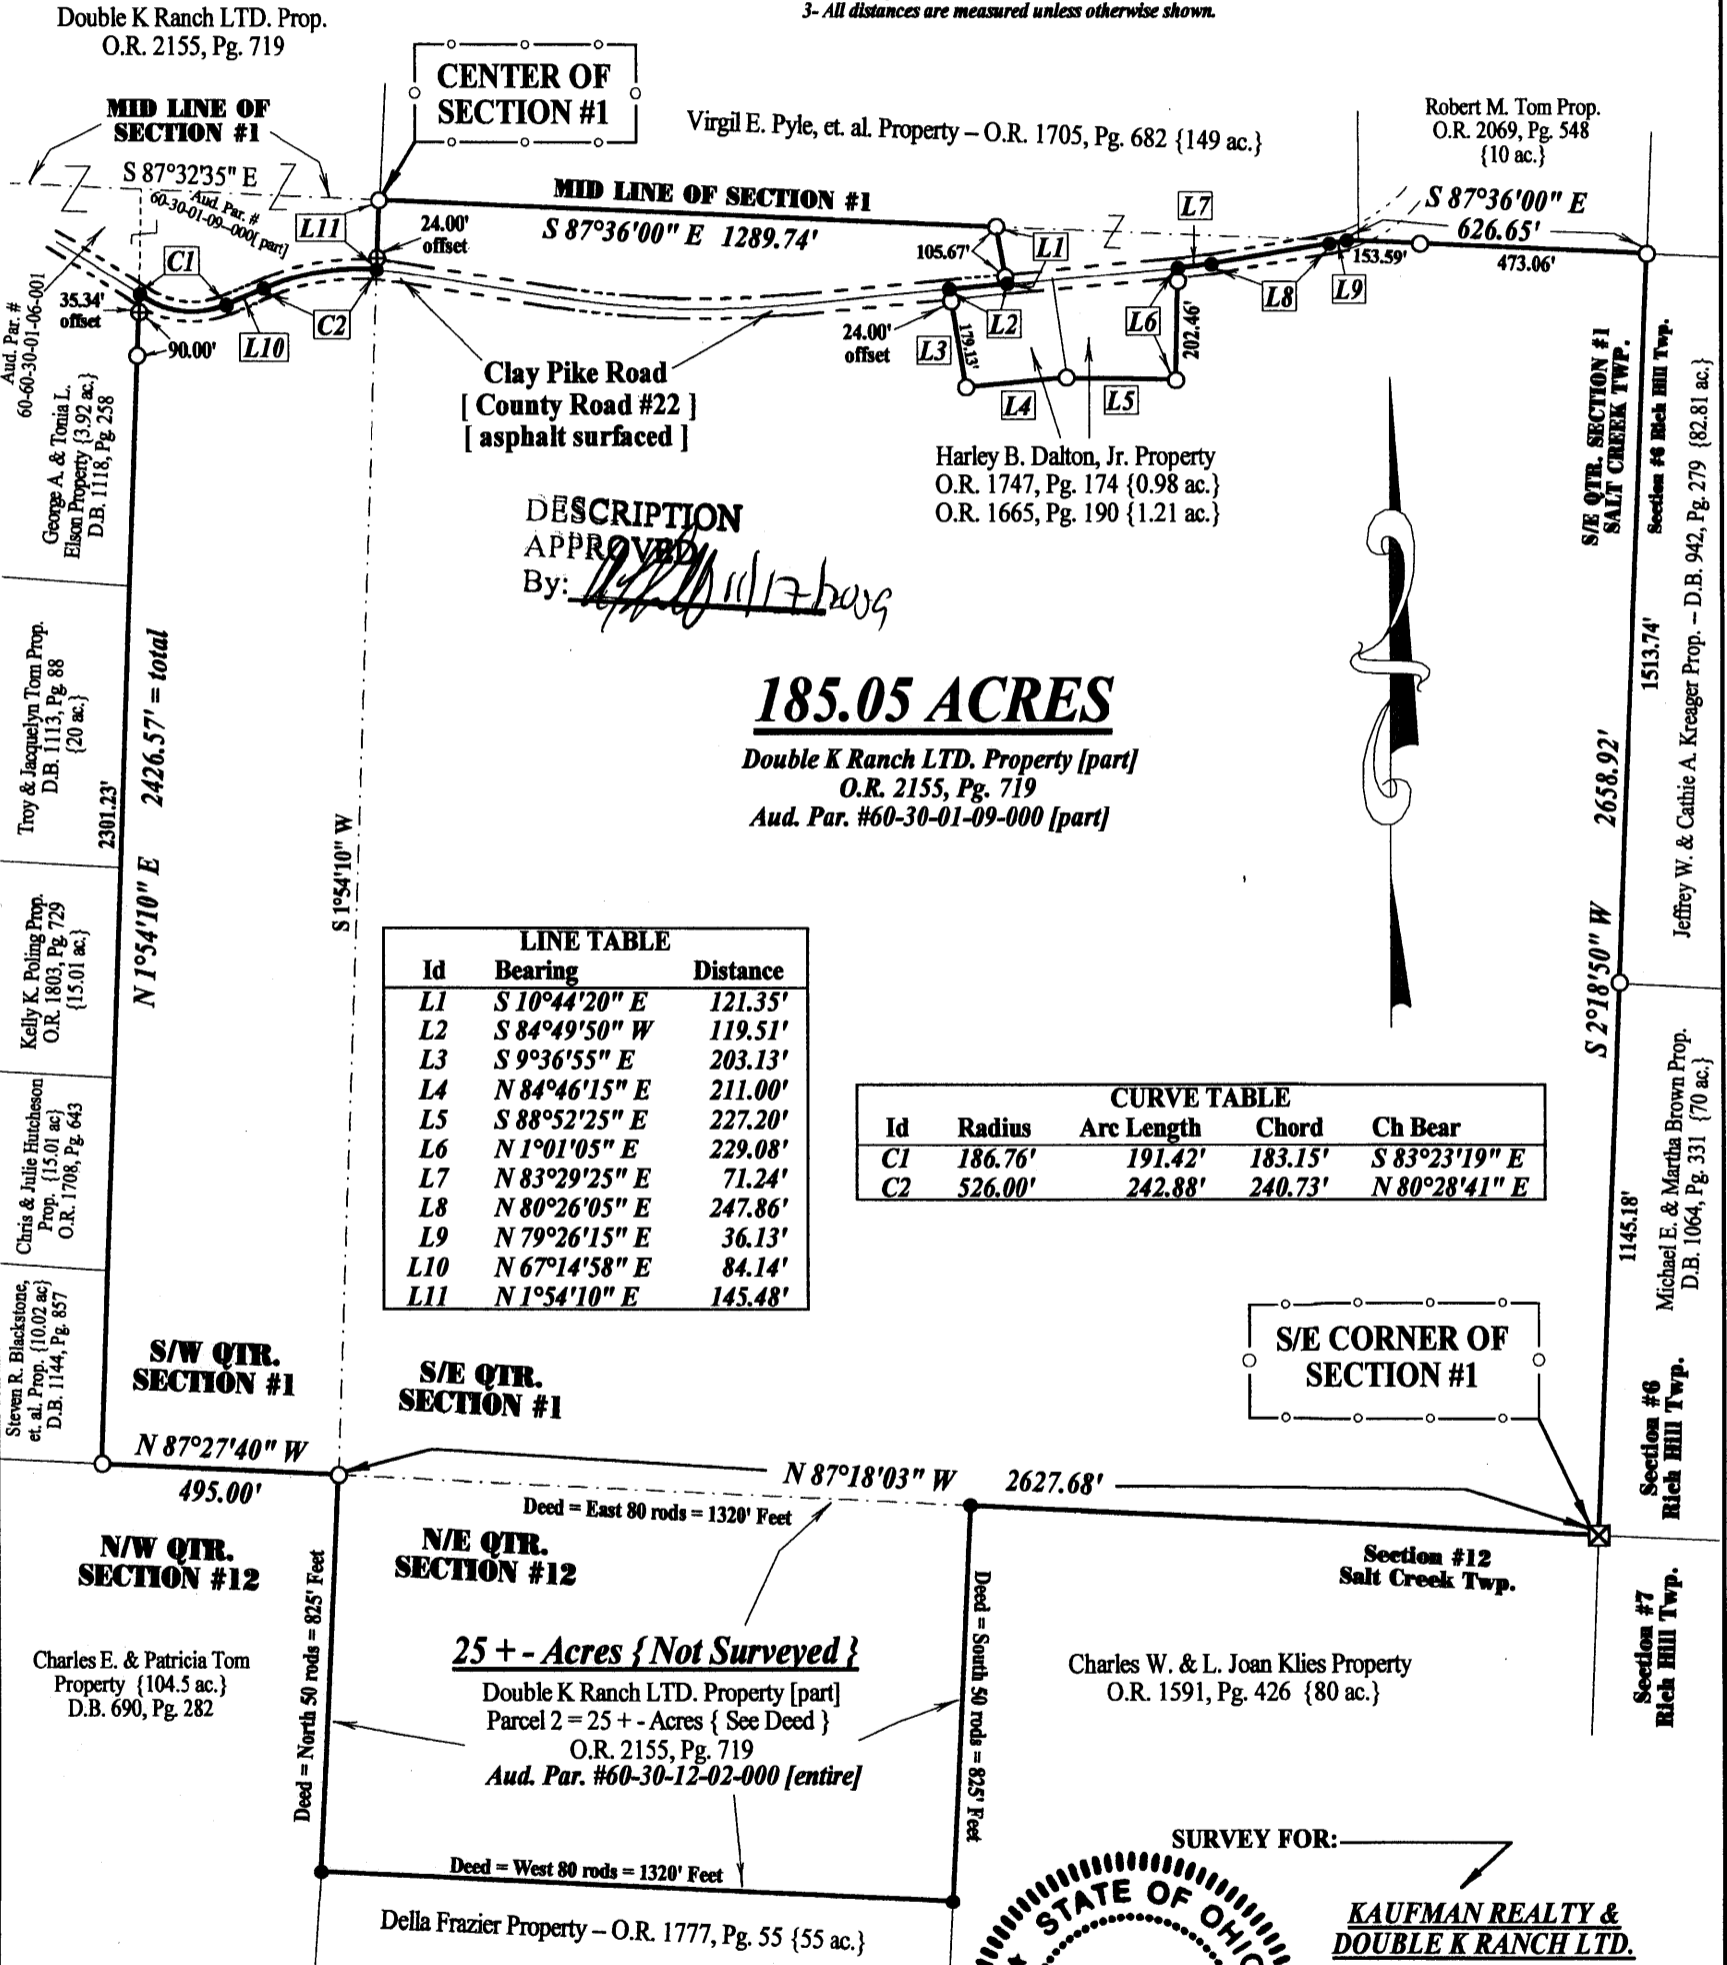 3- All distances are measured unless otherwise shown.
Double K Ranch LTD. Prop.
O.R. 2155, Pg. 719
CENTER OF
SECTION #1
MID LINE OF
SECTION #1
Virgil E. Pyle, et. al. Property – O.R. 1705, Pg. 682 {149 ac.}
Robert M. Tom Prop.
O.R. 2069, Pg. 548
{10 ac.}
S 87°32'35" E
Aud. Par. #
60-30-01-09-000[part]
MID LINE OF SECTION #1
S 87°36'00" E 1289.74'
L11
24.00'
offset
105.67'
L1
L7
S 87°36'00" E
626.65'
153.59'
473.06'
C1
35.34'
offset
90.00'
L10
C2
24.00'
offset
L2
L3
179.13'
L4
L5
L6
202.46'
L8
L9
Aud. Par. #
60-60-30-01-06-001
George A. & Tonia L.
Elson Property {3.92 ac.}
D.B. 1118, Pg. 258
Clay Pike Road
[ County Road #22 ]
[ asphalt surfaced ]
Harley B. Dalton, Jr. Property
O.R. 1747, Pg. 174 {0.98 ac.}
O.R. 1665, Pg. 190 {1.21 ac.}
S/E QTR. SECTION #1
SALT CREEK TWP.
Section #6 Rich Hill Twp.
Jeffrey W. & Cathie A. Kreager Prop. – D.B. 942, Pg. 279 {82.81 ac.}
DESCRIPTION
APPROVED
By: 11/17/2009
Troy & Jacquelyn Tom Prop.
D.B. 1113, Pg. 88
{20 ac.}
2301.23'
N 1°54'10" E 2426.57' = total
S 1°54'10" W
185.05 ACRES
Double K Ranch LTD. Property [part]
O.R. 2155, Pg. 719
Aud. Par. #60-30-01-09-000 [part]
1513.74'
S 2°18'50" W 2658.92'
Kelly K. Poling Prop.
O.R. 1803, Pg. 729
{15.01 ac.}
LINE TABLE
Id Bearing Distance
L1 S 10°44'20" E 121.35'
L2 S 84°49'50" W 119.51'
L3 S 9°36'55" E 203.13'
L4 N 84°46'15" E 211.00'
L5 S 88°52'25" E 227.20'
L6 N 1°01'05" E 229.08'
L7 N 83°29'25" E 71.24'
L8 N 80°26'05" E 247.86'
L9 N 79°26'15" E 36.13'
L10 N 67°14'58" E 84.14'
L11 N 1°54'10" E 145.48'
CURVE TABLE
Id Radius Arc Length Chord Ch Bear
C1 186.76' 191.42' 183.15' S 83°23'19" E
C2 526.00' 242.88' 240.73' N 80°28'41" E
Chris & Julie Hutcheson
Prop. {15.01 ac}
O.R. 1708, Pg. 643
Michael E. & Martha Brown Prop.
D.B. 1064, Pg. 331 {70 ac.}
1145.18'
Steven R. Blackstone,
et. al. Prop. {10.02 ac}
D.B. 1144, Pg. 857
S/W QTR.
SECTION #1
S/E QTR.
SECTION #1
S/E CORNER OF
SECTION #1
Section #6
Rich Hill Twp.
N 87°27'40" W
495.00'
N 87°18'03" W 2627.68'
Deed = East 80 rods = 1320' Feet
N/W QTR.
SECTION #12
N/E QTR.
SECTION #12
Section #12
Salt Creek Twp.
Section #7
Rich Hill Twp.
Deed = North 50 rods = 825' Feet
Deed = South 50 rods = 825' Feet
Charles E. & Patricia Tom
Property {104.5 ac.}
D.B. 690, Pg. 282
25 + - Acres { Not Surveyed }
Double K Ranch LTD. Property [part]
Parcel 2 = 25 + - Acres { See Deed }
O.R. 2155, Pg. 719
Aud. Par. #60-30-12-02-000 [entire]
Charles W. & L. Joan Klies Property
O.R. 1591, Pg. 426 {80 ac.}
Deed = West 80 rods = 1320' Feet
Della Frazier Property – O.R. 1777, Pg. 55 {55 ac.}
SURVEY FOR:
STATE OF OHIO
KAUFMAN REALTY &
DOUBLE K RANCH LTD.